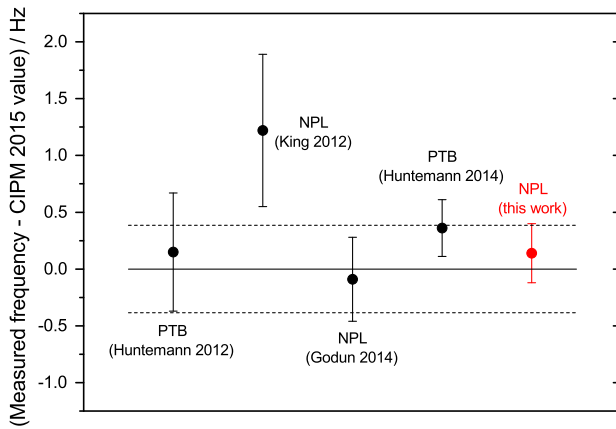 (Measured frequency - CIPM 2015 value) / Hz
2.0
1.5
1.0
0.5
0.0
-0.5
-1.0
NPL
(King 2012)
PTB
(Huntemann 2014)
NPL
(this work)
PTB
(Huntemann 2012)
NPL
(Godun 2014)